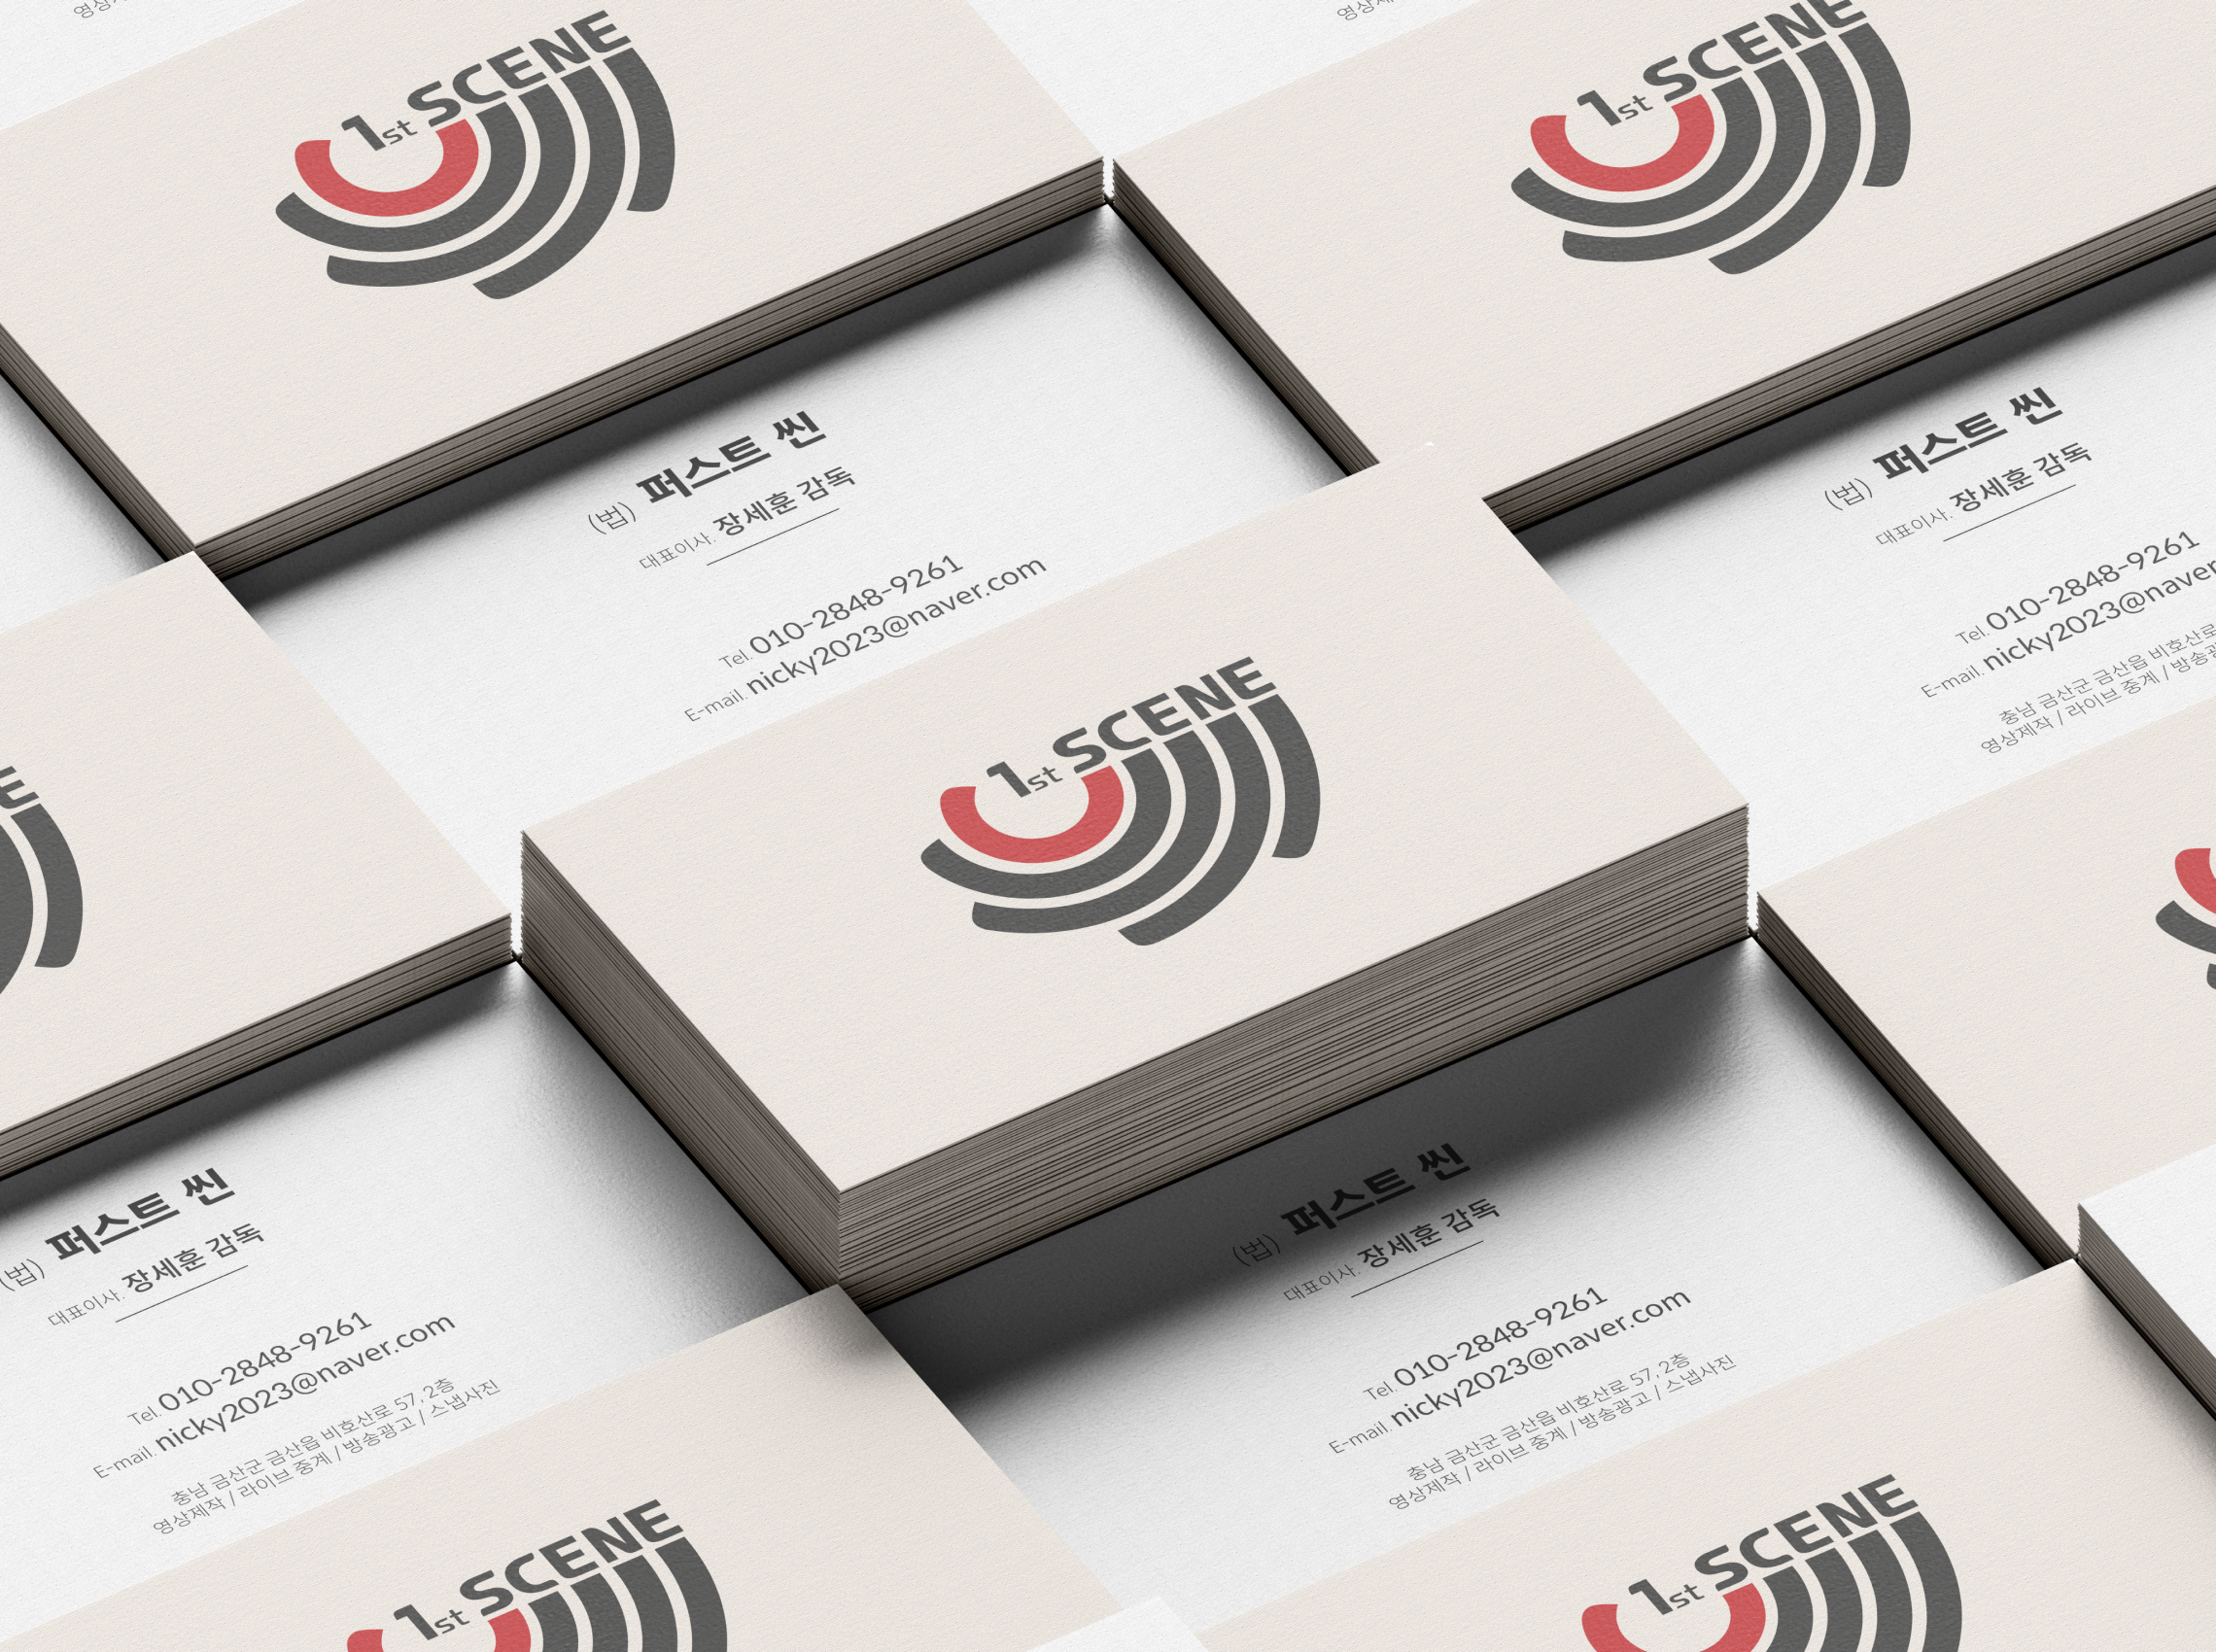 영상제
영상제
1st SCENE
1st SCENE
(법) 퍼스트 씬
대표이사. 장세훈 감독
Tel. 010-2848-9261
E-mail. nicky2023@naver.com
(법) 퍼스트 씬
대표이사. 장세훈 감독
Tel. 010-2848-9261
E-mail. nicky2023@naver
충남 금산군 금산읍 비호산로
영상제작 / 라이브 중계 / 방송광
1st SCENE
E
(법) 퍼스트 씬
대표이사. 장세훈 감독
Tel. 010-2848-9261
E-mail. nicky2023@naver.com
충남 금산군 금산읍 비호산로 57, 2층
영상제작 / 라이브 중계 / 방송광고 / 스냅사진
(법) 퍼스트 씬
대표이사. 장세훈 감독
Tel. 010-2848-9261
E-mail. nicky2023@naver.com
충남 금산군 금산읍 비호산로 57, 2층
영상제작 / 라이브 중계 / 방송광고 / 스냅사진
1st SCENE
1st SCENE